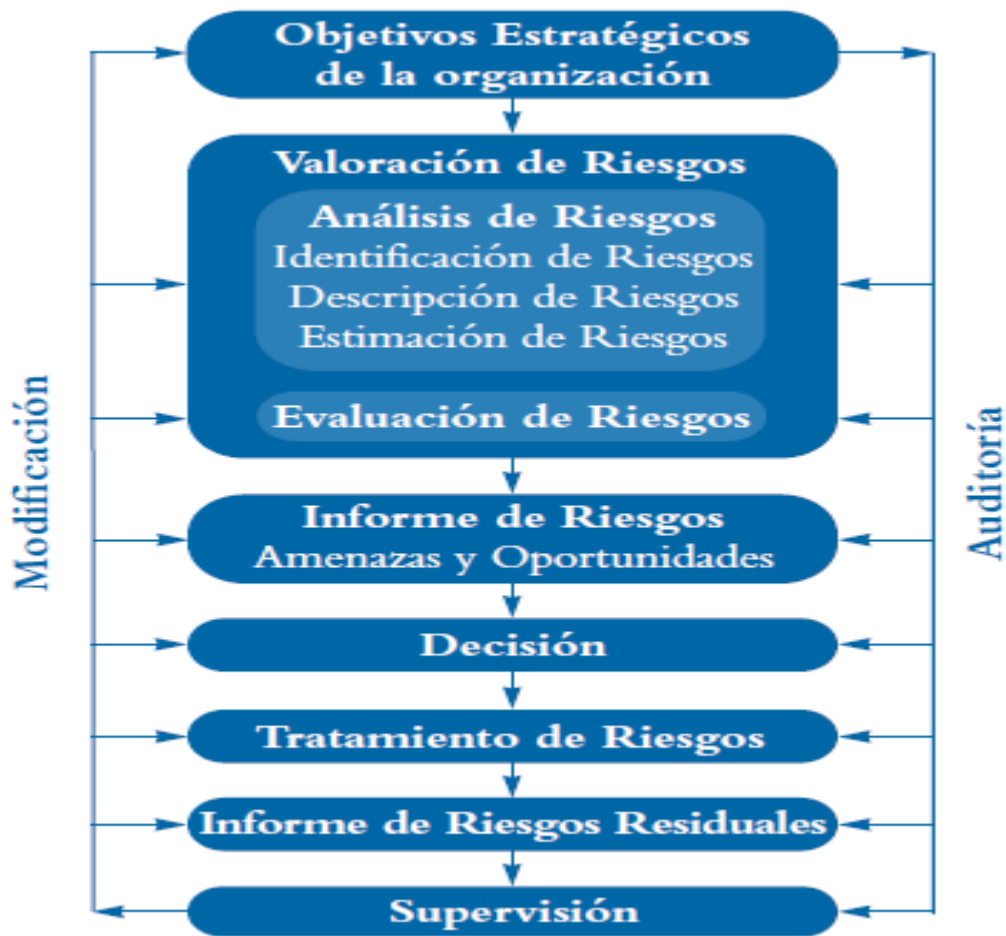 Objetivos Estratégicos
de la organización
Valoración de Riesgos
Análisis de Riesgos
Identificación de Riesgos
Descripción de Riesgos
Estimación de Riesgos
Evaluación de Riesgos
Informe de Riesgos
Amenazas y Oportunidades
Decisión
Tratamiento de Riesgos
Informe de Riesgos Residuales
Supervisión
Modificación
Auditoría